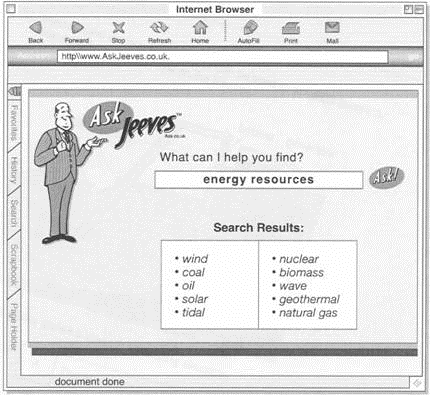 Internet Browser
Back Forward Stop Refresh Home AutoFill Print Mail
http\\www.AskJeeves.co.uk.
Favorites
History
Search
Scrapbook
Page Holder
Ask Jeeves™
Ask.co.uk
What can I help you find?
energy resources Ask!
Search Results:
• wind • nuclear
• coal • biomass
• oil • wave
• solar • geothermal
• tidal • natural gas
document done